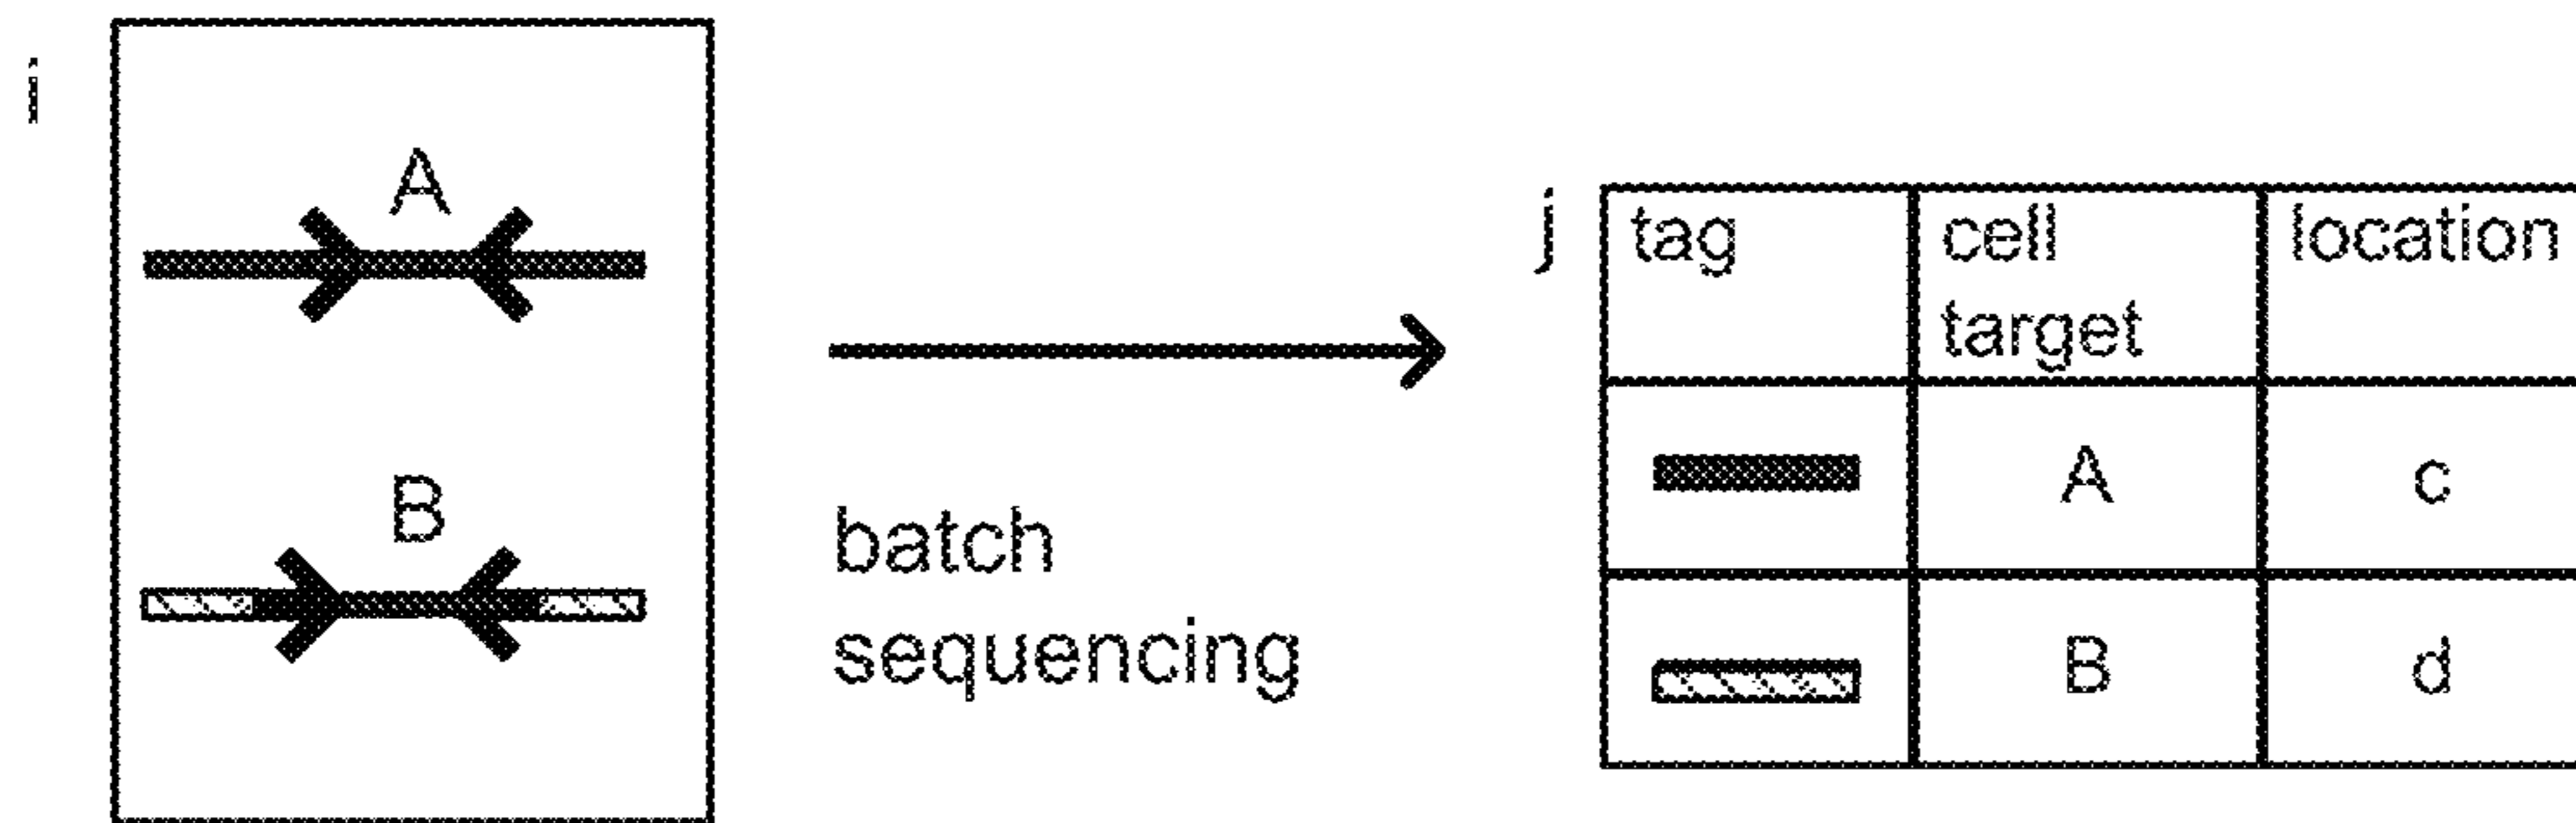 i
A
B
batch
sequencing
j
tag
cell
target
location
A
c
B
d